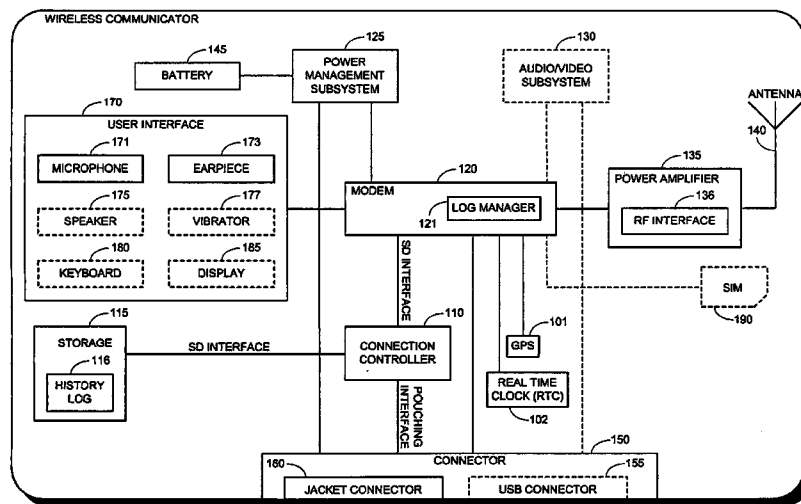 WIRELESS COMMUNICATOR
145
BATTERY
125
POWER
MANAGEMENT
SUBSYSTEM
130
AUDIO/VIDEO
SUBSYSTEM
ANTENNA
140
170
USER INTERFACE
171
MICROPHONE
173
EARPIECE
175
SPEAKER
177
VIBRATOR
180
KEYBOARD
185
DISPLAY
120
MODEM
121
LOG MANAGER
135
POWER AMPLIFIER
136
RF INTERFACE
SIM
190
SD INTERFACE
115
STORAGE
116
HISTORY
LOG
SD INTERFACE
110
CONNECTION
CONTROLLER
101
GPS
REAL TIME
CLOCK (RTC)
102
POUCHING
INTERFACE
150
CONNECTOR
160
JACKET CONNECTOR
155
USB CONNECTOR